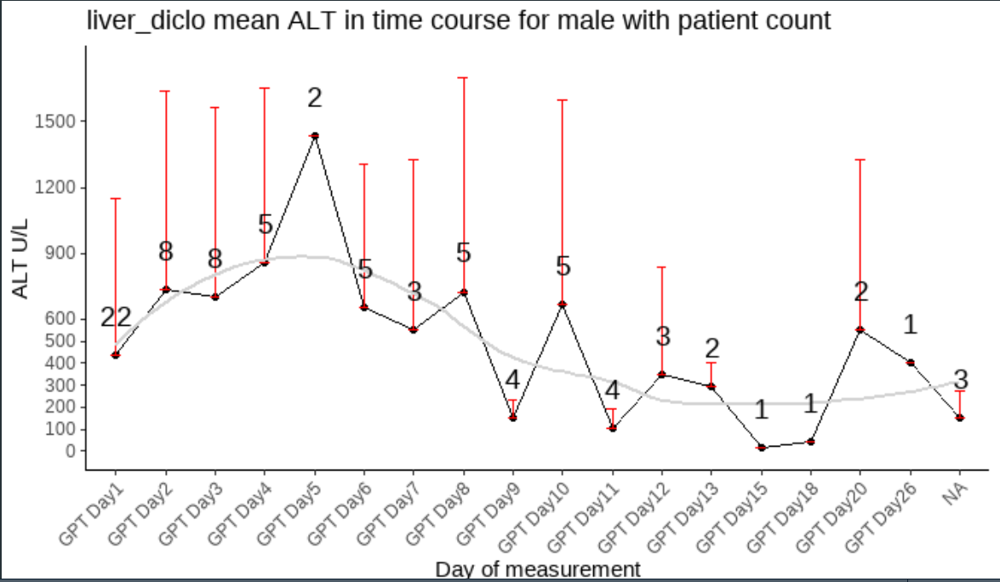 liver_diclo mean ALT in time course for male with patient count
ALT U/L
1500
1200
900
600
500
400
300
200
100
0
22
8
8
5
2
5
3
5
4
5
4
3
2
1
1
2
1
3
GPT Day1
GPT Day2
GPT Day3
GPT Day4
GPT Day5
GPT Day6
GPT Day7
GPT Day8
GPT Day9
GPT Day10
GPT Day11
GPT Day12
GPT Day13
GPT Day15
GPT Day18
GPT Day20
GPT Day26
NA
Day of measurement